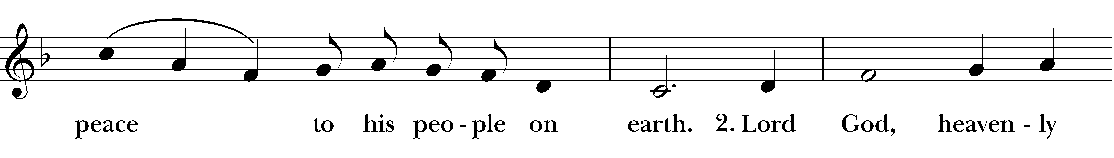 peace to his peo - ple on earth. 2. Lord God, heaven - ly